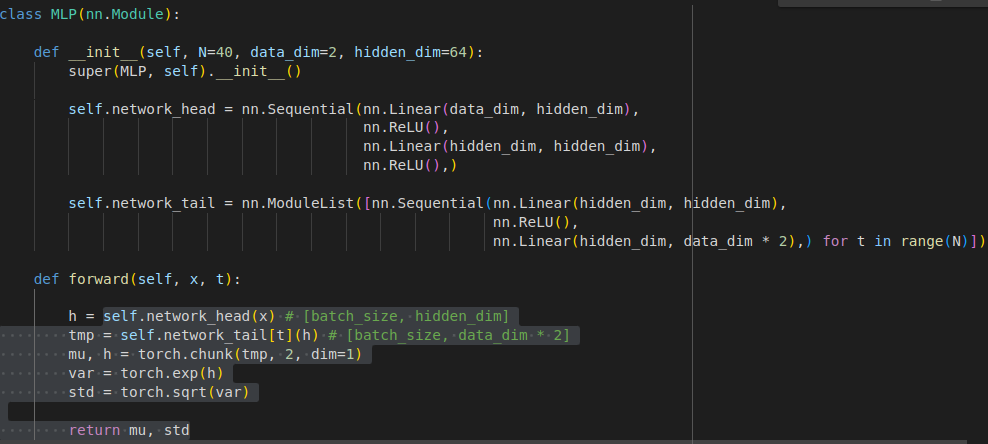 class MLP(nn.Module):
def __init__(self, N=40, data_dim=2, hidden_dim=64):
super(MLP, self).__init__()
self.network_head = nn.Sequential(nn.Linear(data_dim, hidden_dim),
nn.ReLU(),
nn.Linear(hidden_dim, hidden_dim),
nn.ReLU(),)
self.network_tail = nn.ModuleList([nn.Sequential(nn.Linear(hidden_dim, hidden_dim),
nn.ReLU(),
nn.Linear(hidden_dim, data_dim * 2),) for t in range(N)])
def forward(self, x, t):
h = self.network_head(x) # [batch_size, hidden_dim]
tmp = self.network_tail[t](h) # [batch_size, data_dim * 2]
mu, h = torch.chunk(tmp, 2, dim=1)
var = torch.exp(h)
std = torch.sqrt(var)
return mu, std